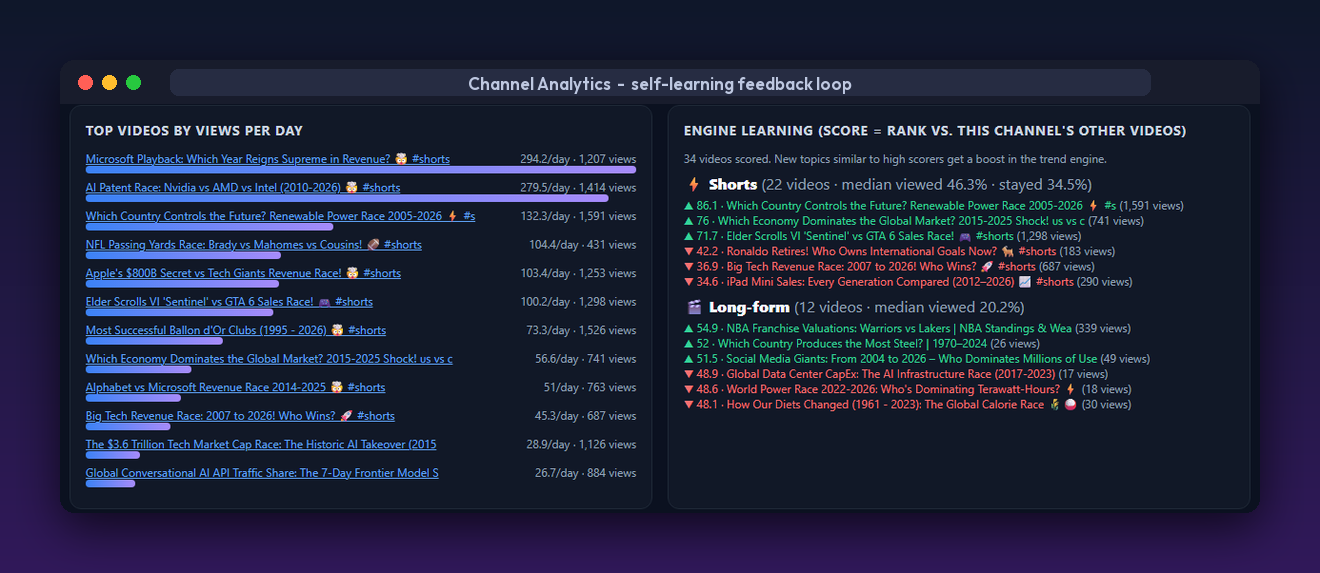 Channel Analytics - self-learning feedback loop
TOP VIDEOS BY VIEWS PER DAY
Microsoft Playback: Which Year Reigns Supreme in Revenue? 🤯 #shorts 294.2/day · 1,207 views
AI Patent Race: Nvidia vs AMD vs Intel (2010-2026) 🤯 #shorts 279.5/day · 1,414 views
Which Country Controls the Future? Renewable Power Race 2005-2026 ⚡ #s 132.3/day · 1,591 views
NFL Passing Yards Race: Brady vs Mahomes vs Cousins! 🏈 #shorts 104.4/day · 431 views
Apple's $800B Secret vs Tech Giants Revenue Race! 🤯 #shorts 103.4/day · 1,253 views
Elder Scrolls VI 'Sentinel' vs GTA 6 Sales Race! 🎮 #shorts 100.2/day · 1,298 views
Most Successful Ballon d'Or Clubs (1995 - 2026) 🤯 #shorts 73.3/day · 1,526 views
Which Economy Dominates the Global Market? 2015-2025 Shock! us vs c 56.6/day · 741 views
Alphabet vs Microsoft Revenue Race 2014-2025 🤯 #shorts 51/day · 763 views
Big Tech Revenue Race: 2007 to 2026! Who Wins? 🚀 #shorts 45.3/day · 687 views
The $3.6 Trillion Tech Market Cap Race: The Historic AI Takeover (2015 28.9/day · 1,126 views
Global Conversational AI API Traffic Share: The 7-Day Frontier Model S 26.7/day · 884 views
ENGINE LEARNING (SCORE = RANK VS. THIS CHANNEL'S OTHER VIDEOS)
34 videos scored. New topics similar to high scorers get a boost in the trend engine.
⚡ Shorts (22 videos · median viewed 46.3% · stayed 34.5%)
▲ 86.1 · Which Country Controls the Future? Renewable Power Race 2005-2026 ⚡ #s (1,591 views)
▲ 76 · Which Economy Dominates the Global Market? 2015-2025 Shock! us vs c (741 views)
▲ 71.7 · Elder Scrolls VI 'Sentinel' vs GTA 6 Sales Race! 🎮 #shorts (1,298 views)
▼ 42.2 · Ronaldo Retires! Who Owns International Goals Now? 🐐 #shorts (183 views)
▼ 36.9 · Big Tech Revenue Race: 2007 to 2026! Who Wins? 🚀 #shorts (687 views)
▼ 34.6 · iPad Mini Sales: Every Generation Compared (2012–2026) 📈 #shorts (290 views)
🎬 Long-form (12 videos · median viewed 20.2%)
▲ 54.9 · NBA Franchise Valuations: Warriors vs Lakers | NBA Standings & Wea (339 views)
▲ 52 · Which Country Produces the Most Steel? | 1970–2024 (26 views)
▲ 51.5 · Social Media Giants: From 2004 to 2026 – Who Dominates Millions of Use (49 views)
▼ 48.9 · Global Data Center CapEx: The AI Infrastructure Race (2017-2023) (17 views)
▼ 48.6 · World Power Race 2022-2026: Who's Dominating Terawatt-Hours? ⚡ (18 views)
▼ 48.1 · How Our Diets Changed (1961 - 2023): The Global Calorie Race 🌾 🍚 (30 views)